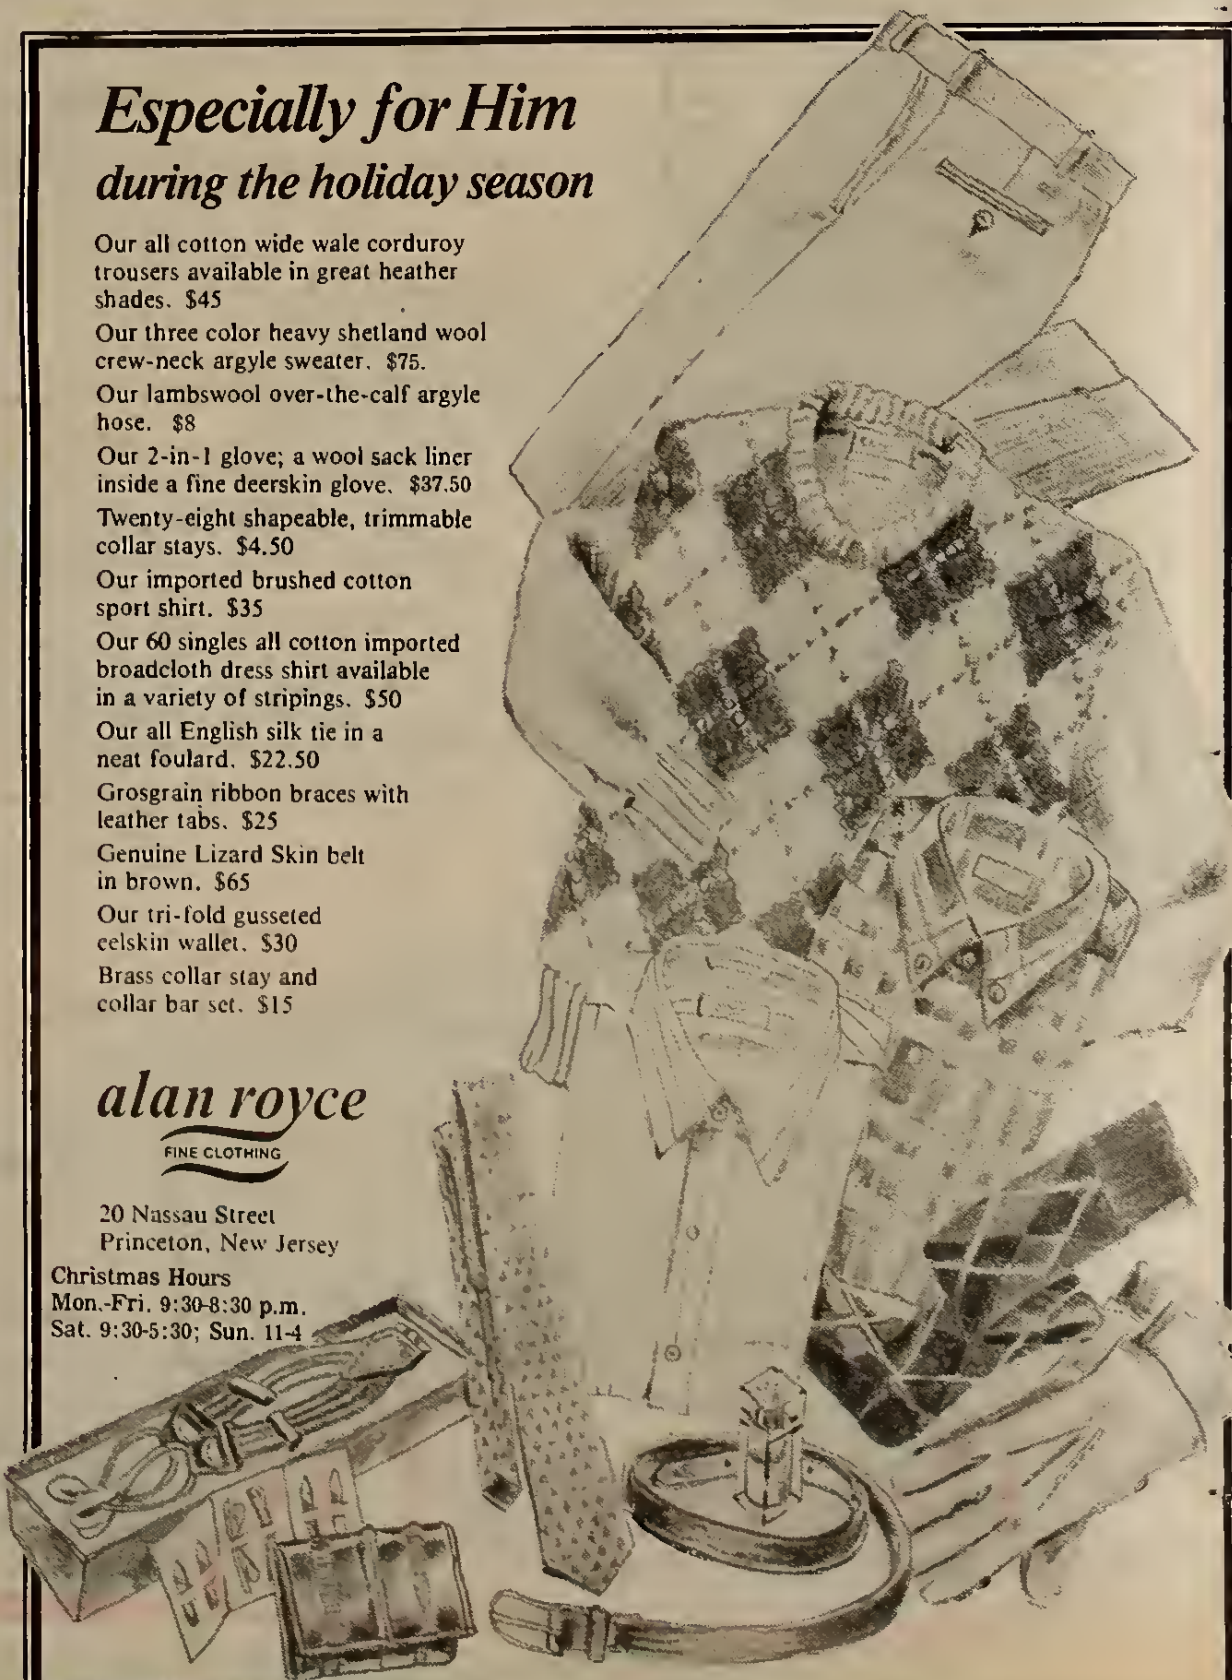 Especially for Him
during the holiday season
Our all cotton wide wale corduroy
trousers available in great heather
shades. $45
Our three color heavy shetland wool
crew-neck argyle sweater. $75.
Our lambswool over-the-calf argyle
hose. $8
Our 2-in-1 glove; a wool sack liner
inside a fine deerskin glove. $37.50
Twenty-eight shapeable, trimmable
collar stays. $4.50
Our imported brushed cotton
sport shirt. $35
Our 60 singles all cotton imported
broadcloth dress shirt available
in a variety of stripings. $50
Our all English silk tie in a
neat foulard. $22.50
Grosgrain ribbon braces with
leather tabs. $25
Genuine Lizard Skin belt
in brown. $65
Our tri-fold gusseted
eelskin wallet. $30
Brass collar stay and
collar bar set. $15
alan royce
FINE CLOTHING
20 Nassau Street
Princeton, New Jersey
Christmas Hours
Mon.-Fri. 9:30-8:30 p.m.
Sat. 9:30-5:30; Sun. 11-4